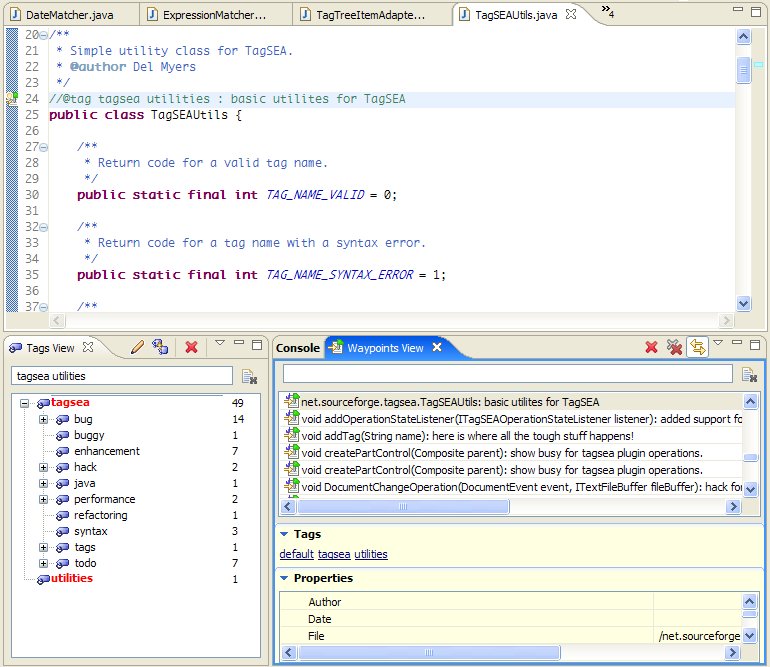 DateMatcher.java
ExpressionMatcher...
TagTreeItemAdapte...
TagSEAUtils.java
4
20 /**
21 * Simple utility class for TagSEA.
22 * @author Del Myers
23 */
24 //@tag tagsea utilities : basic utilites for TagSEA
25 public class TagSEAUtils {
26
27 /**
28 * Return code for a valid tag name.
29 */
30 public static final int TAG_NAME_VALID = 0;
31
32 /**
33 * Return code for a tag name with a syntax error.
34 */
35 public static final int TAG_NAME_SYNTAX_ERROR = 1;
36
37 /**
Tags View
tagsea utilities
tagsea 49
bug 14
buggy 1
enhancement 7
hack 2
java 1
performance 2
refactoring 1
syntax 3
tags 1
todo 7
utilities 1
Console
Waypoints View
net.sourceforge.tagsea.TagSEAUtils: basic utilites for TagSEA
void addOperationStateListener(ITagSEAOperationStateListener listener): added support fo
void addTag(String name): here is where all the tough stuff happens!
void createPartControl(Composite parent): show busy for tagsea plugin operations.
void createPartControl(Composite parent): show busy for tagsea plugin operations.
void DocumentChangeOperation(DocumentEvent event, ITextFileBuffer fileBuffer): hack for
Tags
default tagsea utilities
Properties
Author
Date
File /net.sourceforge